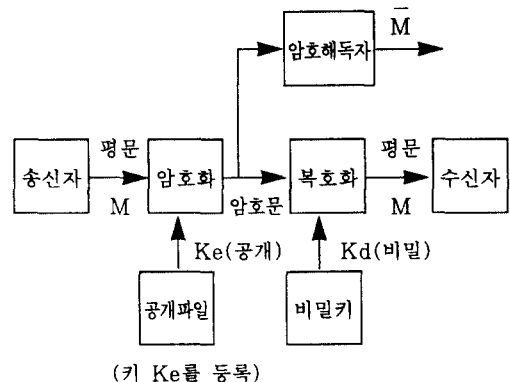 M̄
암호해독자
평문
평문
송신자
암호화
복호화
수신자
M
암호문
M
Ke(공개)
Kd(비밀)
공개파일
비밀키
(키 Ke를 등록)